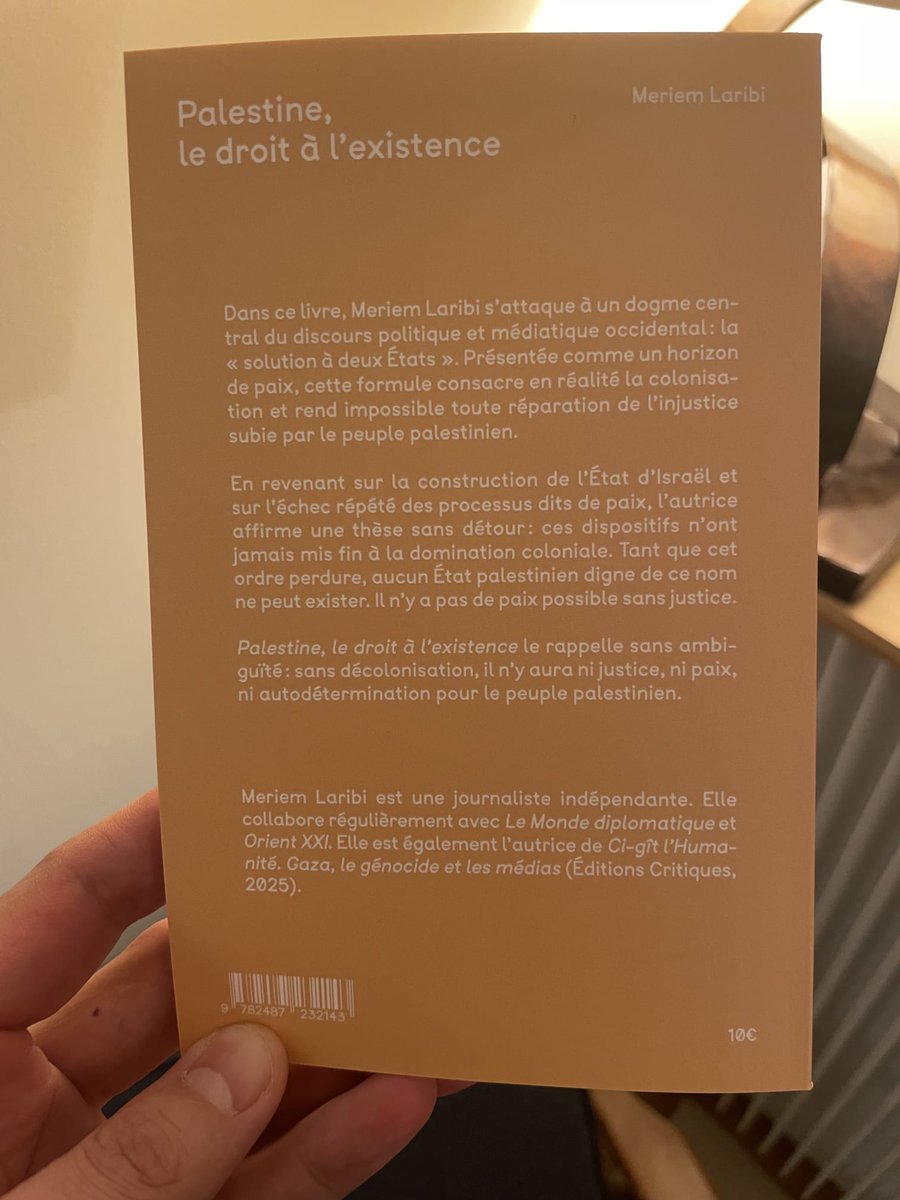 Palestine,
le droit à l'existence
Meriem Laribi
Dans ce livre, Meriem Laribi s'attaque à un dogme cen-
tral du discours politique et médiatique occidental : la
« solution à deux États ». Présentée comme un horizon
de paix, cette formule consacre en réalité la colonisa-
tion et rend impossible toute réparation de l'injustice
subie par le peuple palestinien.
En revenant sur la construction de l'État d'Israël et
sur l'échec répété des processus dits de paix, l'autrice
affirme une thèse sans détour : ces dispositifs n'ont
jamais mis fin à la domination coloniale. Tant que cet
ordre perdure, aucun État palestinien digne de ce nom
ne peut exister. Il n'y a pas de paix possible sans justice.
Palestine, le droit à l'existence le rappelle sans ambi-
guïté : sans décolonisation, il n'y aura ni justice, ni paix,
ni autodétermination pour le peuple palestinien.
Meriem Laribi est une journaliste indépendante. Elle
collabore régulièrement avec Le Monde diplomatique et
Orient XXI. Elle est également l'autrice de Ci-gît l'Huma-
nité. Gaza, le génocide et les médias (Éditions Critiques,
2025).
9 782487 232143
10€